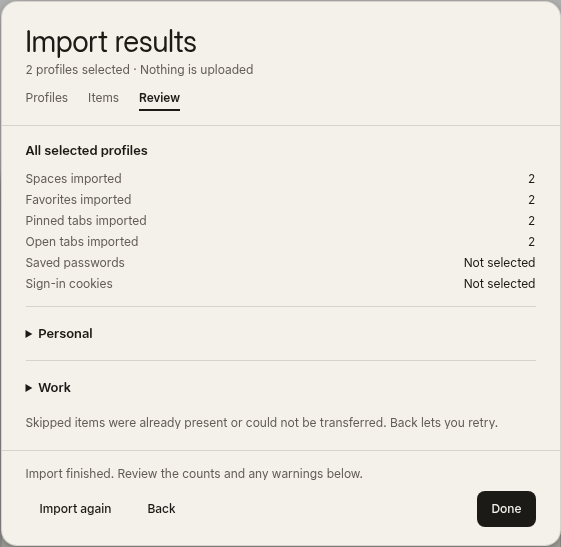 Import results
2 profiles selected · Nothing is uploaded
Profiles Items Review
All selected profiles
Spaces imported 2
Favorites imported 2
Pinned tabs imported 2
Open tabs imported 2
Saved passwords Not selected
Sign-in cookies Not selected
Personal
Work
Skipped items were already present or could not be transferred. Back lets you retry.
Import finished. Review the counts and any warnings below.
Import again Back Done